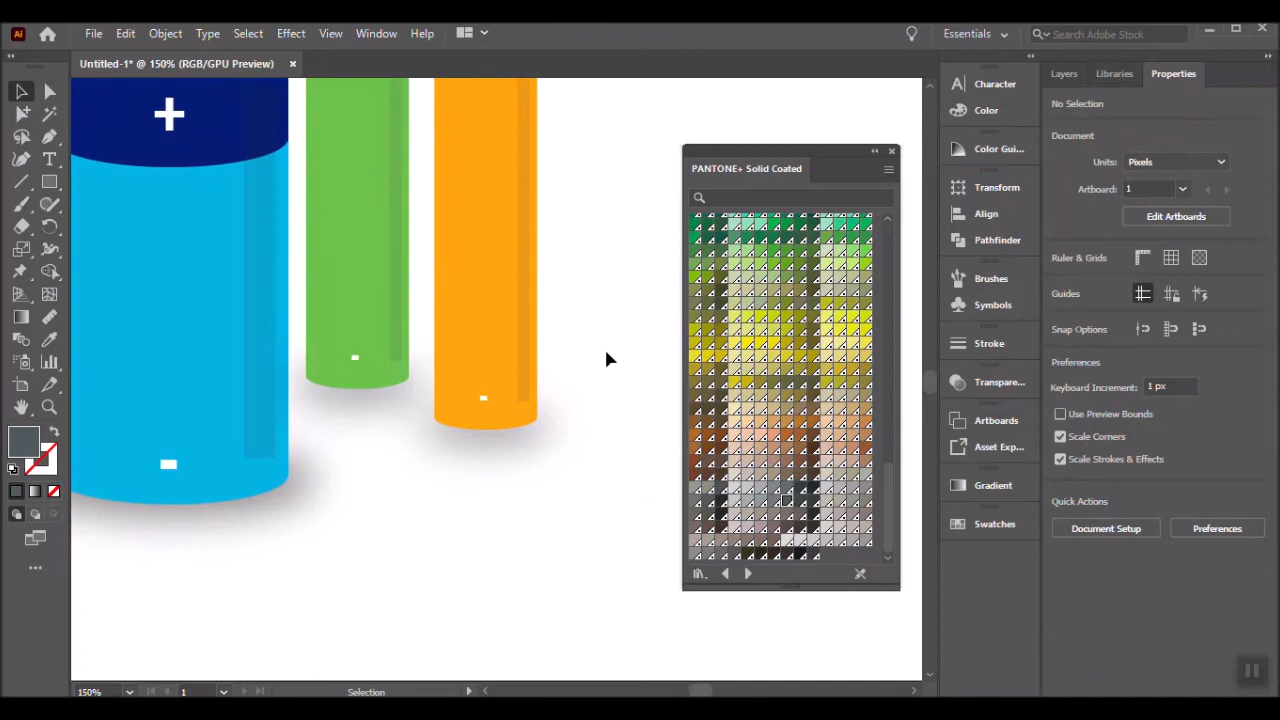 Ai File Edit Object Type Select Effect View Window Help Essentials Search Adobe Stock
Untitled-1* @ 150% (RGB/GPU Preview) ×
Layers Libraries Properties
No Selection
Document
Units: Pixels
Artboard: 1
Edit Artboards
Ruler & Grids
Guides
Snap Options
Preferences
Keyboard Increment: 1 px
Use Preview Bounds
Scale Corners
Scale Strokes & Effects
Quick Actions
Document Setup Preferences
Character
Color
Color Gui...
Transform
Align
Pathfinder
Brushes
Symbols
Stroke
Transpare...
Artboards
Asset Exp...
Gradient
Swatches
PANTONE+ Solid Coated
+
-
-
-
150% 1 Selection